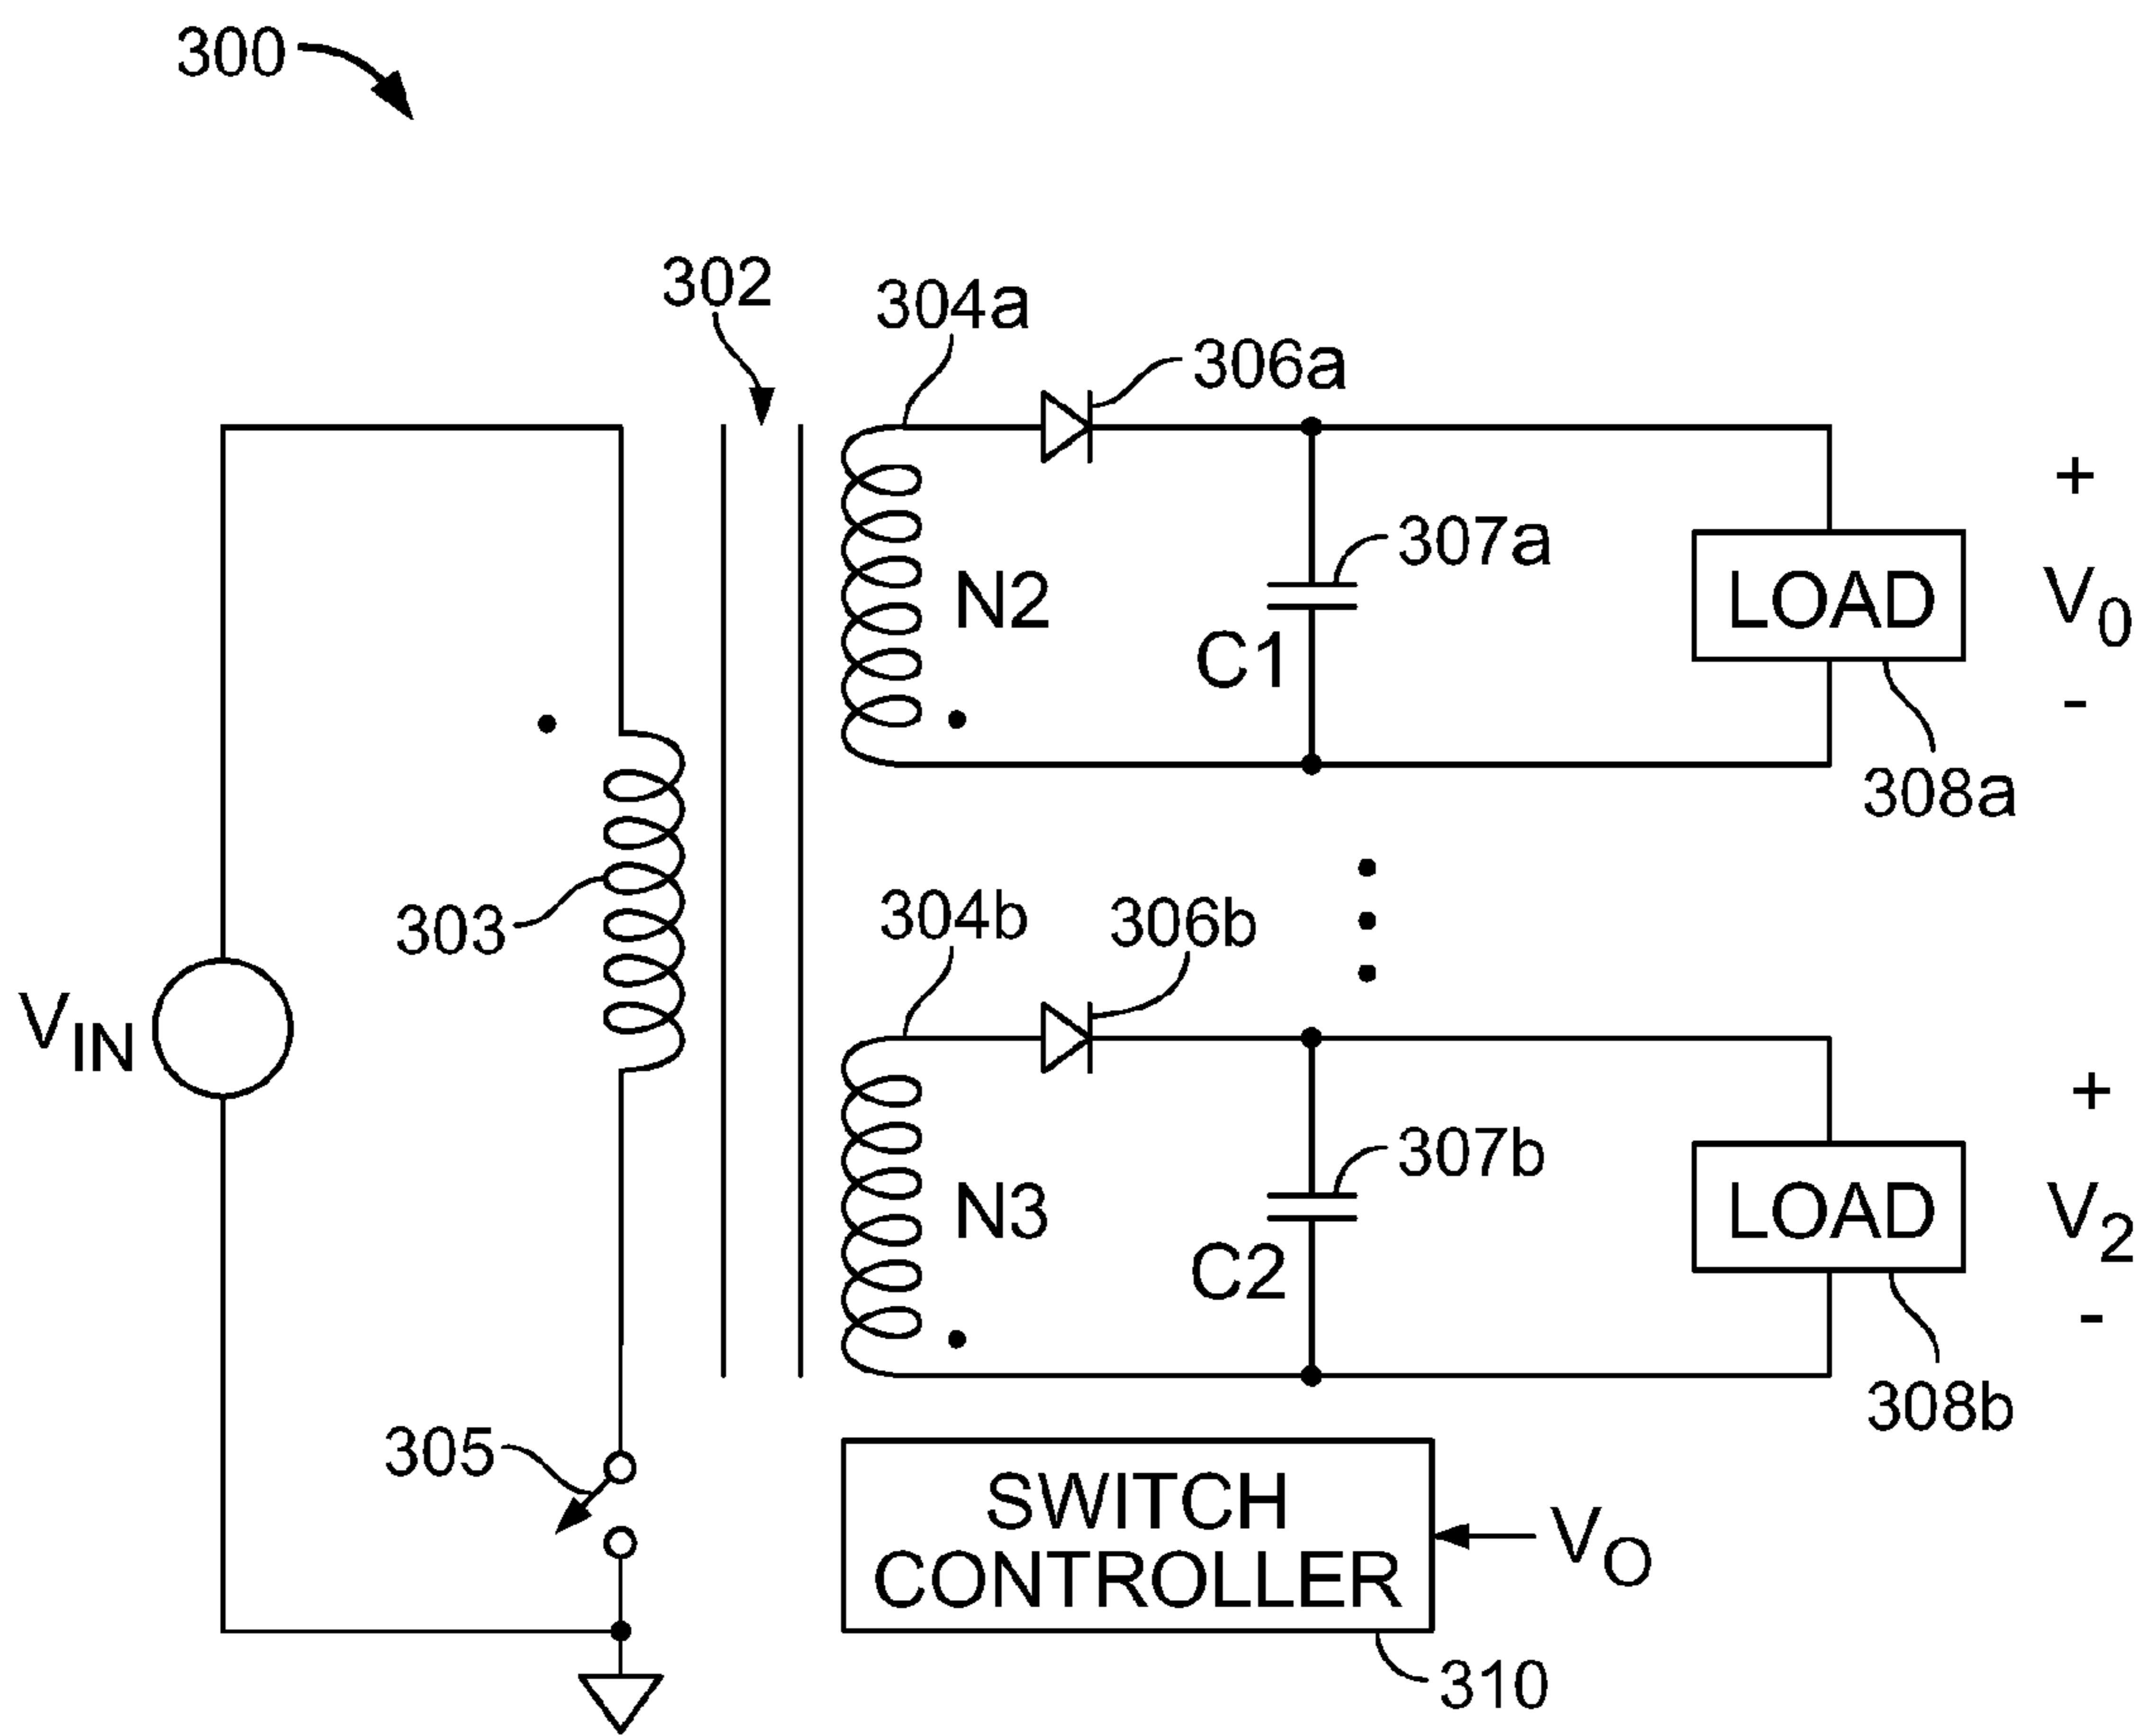 300
302
304a
306a
307a
N2
C1
LOAD
+
V0
-
308a
303
304b
306b
VIN
307b
N3
C2
LOAD
+
V2
-
308b
305
SWITCH
CONTROLLER
VO
310